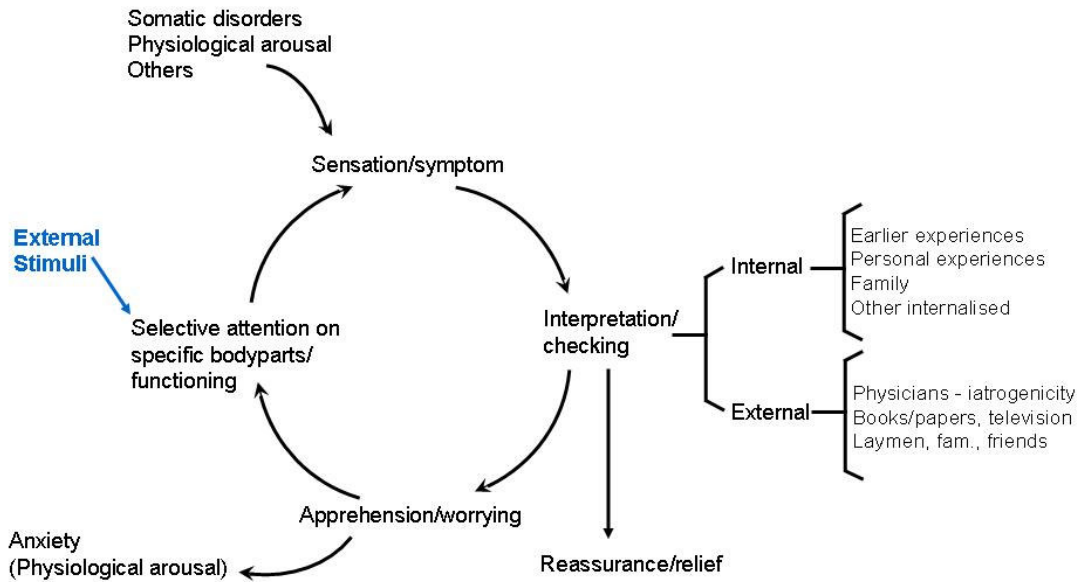 Somatic disorders
Physiological arousal
Others
Sensation/symptom
External
Stimuli
Selective attention on
specific bodyparts/
functioning
Interpretation/
checking
Internal
Earlier experiences
Personal experiences
Family
Other internalised
External
Physicians - iatrogenicity
Books/papers, television
Laymen, fam., friends
Apprehension/worrying
Anxiety
(Physiological arousal)
Reassurance/relief